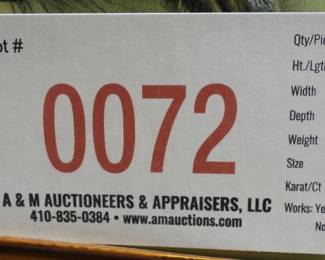 ot #
0072
A & M AUCTIONEERS & APPRAISERS, LLC
410-835-0384 • www.amauctions.com
Qty/Pie
Ht./Lgt
Width
Depth
Weight
SIze
Karat/Ct
Works: Ye
No